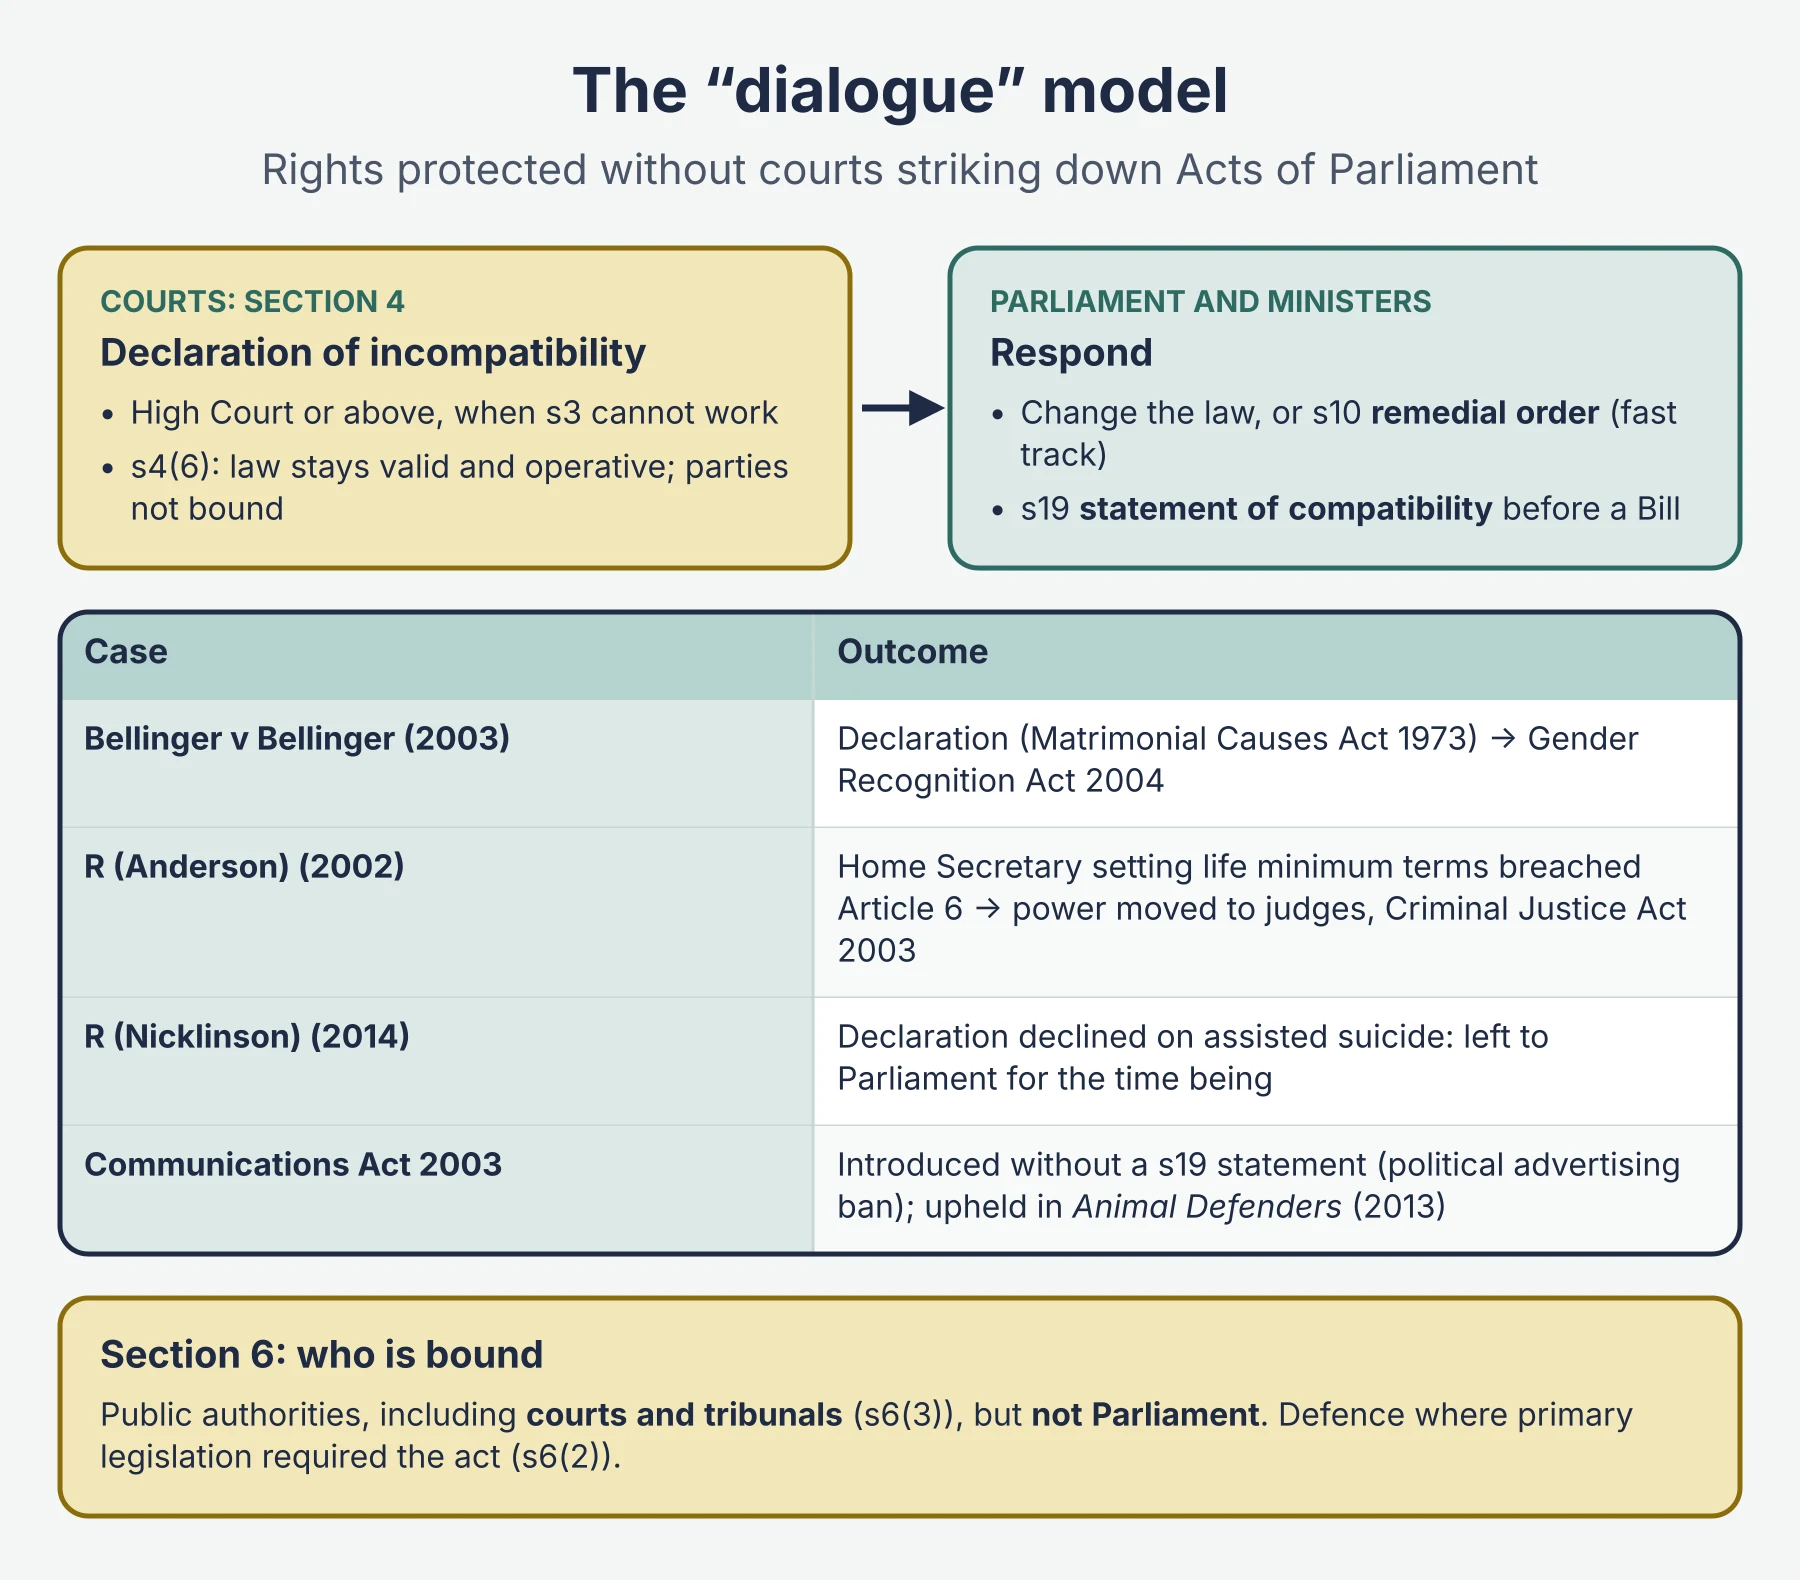 The “dialogue” model
Rights protected without courts striking down Acts of Parliament
COURTS: SECTION 4
Declaration of incompatibility
• High Court or above, when s3 cannot work
• s4(6): law stays valid and operative; parties
not bound
PARLIAMENT AND MINISTERS
Respond
• Change the law, or s10 remedial order (fast
track)
• s19 statement of compatibility before a Bill
Case
Outcome
Bellinger v Bellinger (2003)
Declaration (Matrimonial Causes Act 1973) → Gender
Recognition Act 2004
R (Anderson) (2002)
Home Secretary setting life minimum terms breached
Article 6 → power moved to judges, Criminal Justice Act
2003
R (Nicklinson) (2014)
Declaration declined on assisted suicide: left to
Parliament for the time being
Communications Act 2003
Introduced without a s19 statement (political advertising
ban); upheld in Animal Defenders (2013)
Section 6: who is bound
Public authorities, including courts and tribunals (s6(3)), but not Parliament. Defence where primary
legislation required the act (s6(2)).